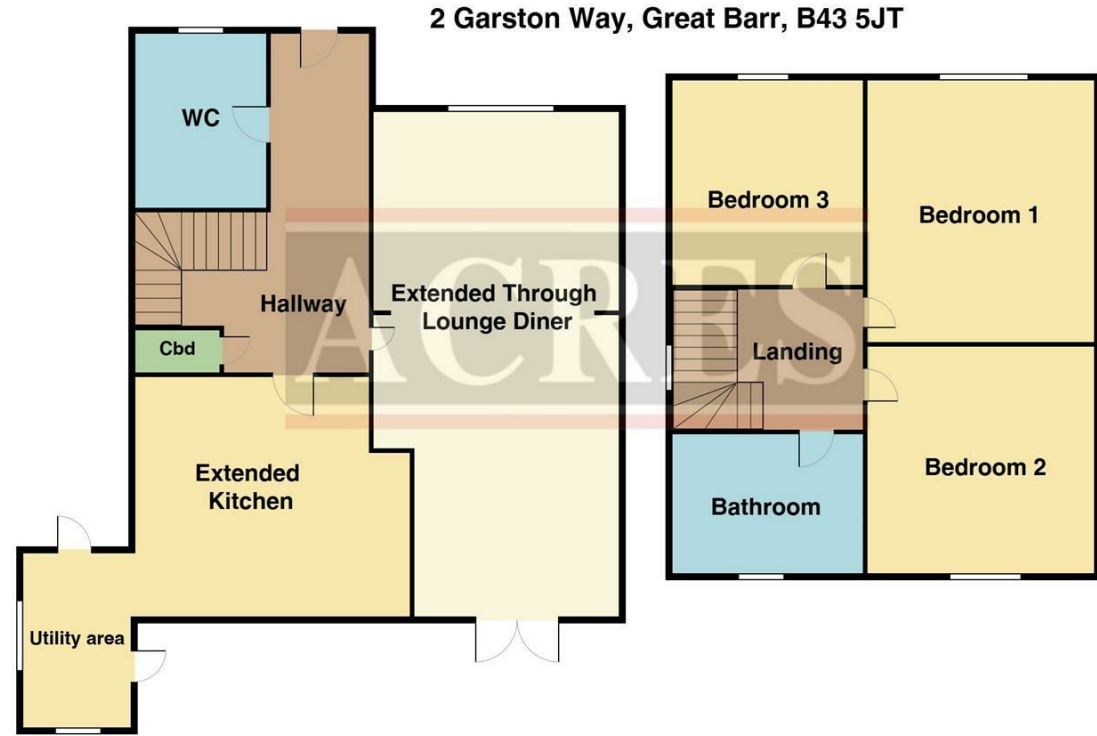 2 Garston Way, Great Barr, B43 5JT
WC
Hallway
Cbd
Extended Through
Lounge Diner
Extended
Kitchen
Utility area
Bedroom 3
Bedroom 1
Landing
Bathroom
Bedroom 2
ACRES